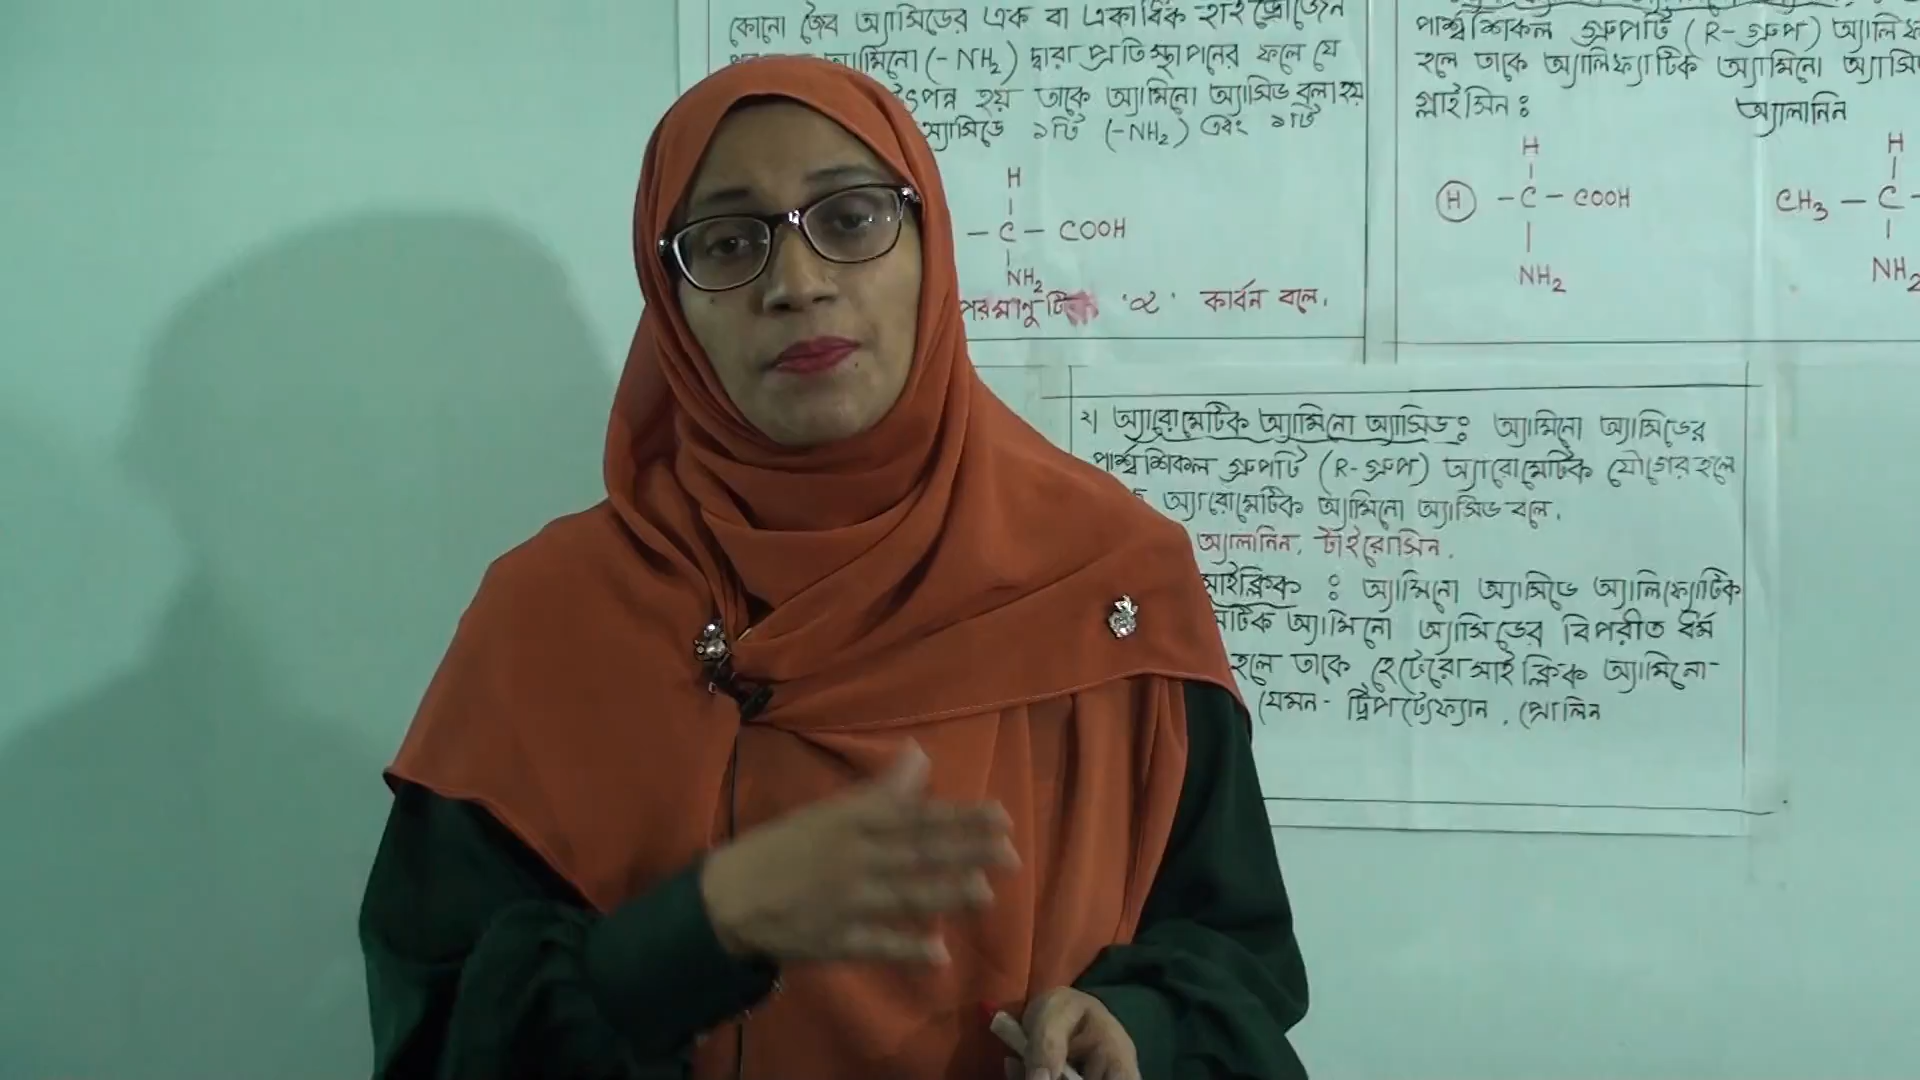 কোনো জৈব অ্যাসিডের এক বা একাধিক হাইড্রোজেন
অ্যামিনো (-NH₂) দ্বারা প্রতিস্থাপনের ফলে যে
উৎপন্ন হয় তাকে অ্যামিনো অ্যাসিড বলা হয়
অ্যাসিডে ১টি (-NH₂) এবং ১টি
H
- C - COOH
NH₂
পরমাণুটি 'α' কার্বন বলে।
পার্শ্বশিকল গ্রুপটি (R-গ্রুপ)
হলে তাকে অ্যালিফ্যাটিক অ্যামিনো
গ্লাইসিন : অ্যালানিন
H
H - C - COOH
NH₂
H
CH₃ - C -
NH₂
২। অ্যারোমেটিক অ্যামিনো অ্যাসিড : অ্যামিনো অ্যাসিডের
পার্শ্বশিকল গ্রুপটি (R-গ্রুপ) অ্যারোমেটিক যৌগের হলে
অ্যারোমেটিক অ্যামিনো অ্যাসিড বলে।
অ্যালানিন, টাইরোসিন।
সাইক্লিক : অ্যামিনো অ্যাসিডে অ্যালিফ্যাটিক
মেটিক অ্যামিনো অ্যাসিডের বিপরীত ধর্ম
হলে তাকে হেটেরোসাইক্লিক অ্যামিনো-
যেমন - ট্রিপট্যোফ্যান, প্রোলিন